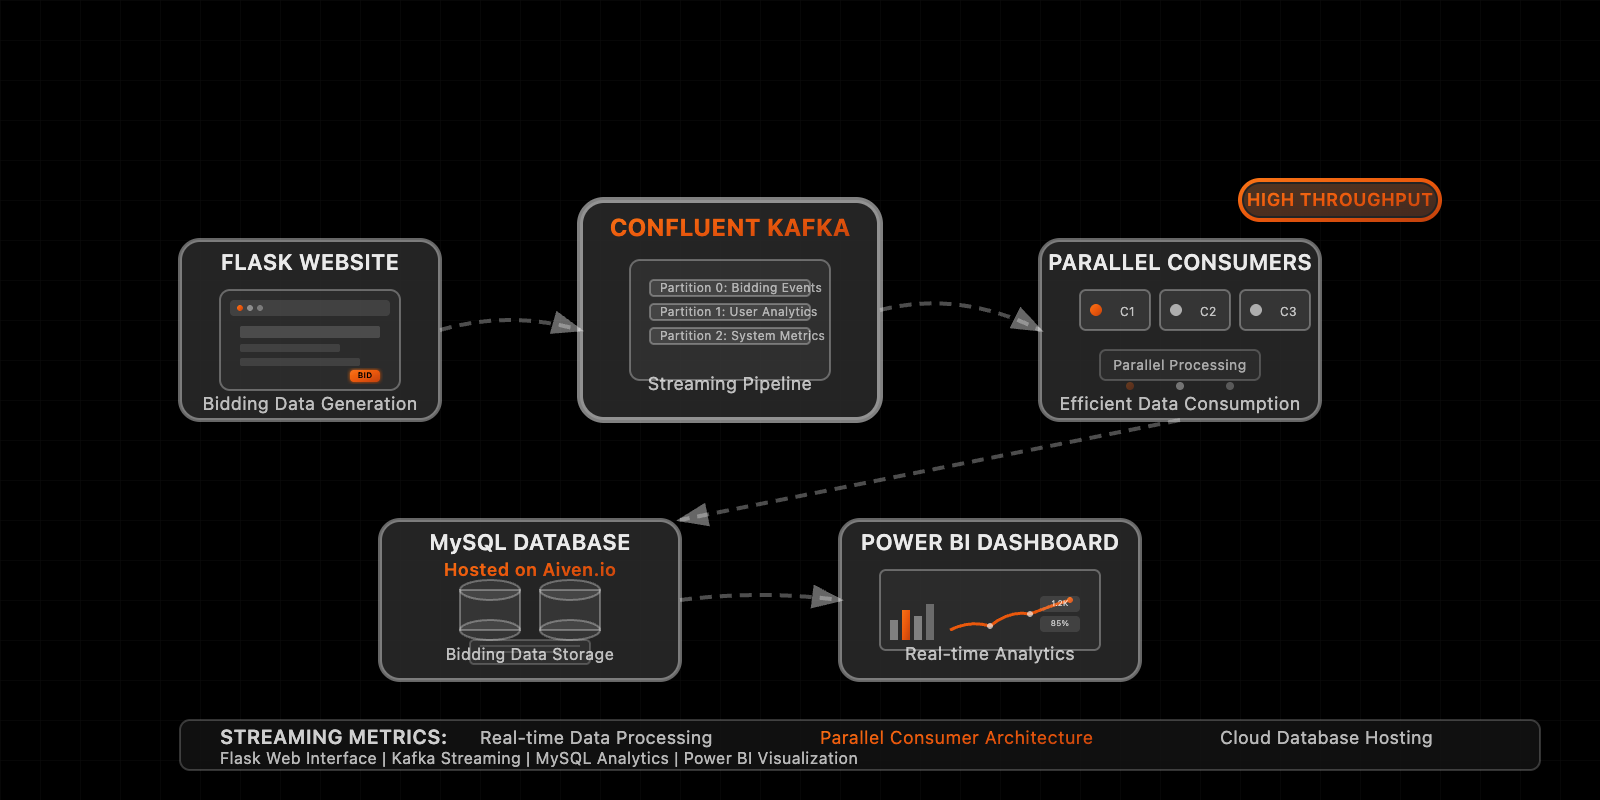 HIGH THROUGHPUT
FLASK WEBSITE
BID
Bidding Data Generation
CONFLUENT KAFKA
Partition 0: Bidding Events
Partition 1: User Analytics
Partition 2: System Metrics
Streaming Pipeline
PARALLEL CONSUMERS
C1
C2
C3
Parallel Processing
Efficient Data Consumption
MySQL DATABASE
Hosted on Aiven.io
Bidding Data Storage
POWER BI DASHBOARD
1.2K
85%
Real-time Analytics
STREAMING METRICS: Real-time Data Processing Parallel Consumer Architecture Cloud Database Hosting
Flask Web Interface | Kafka Streaming | MySQL Analytics | Power BI Visualization